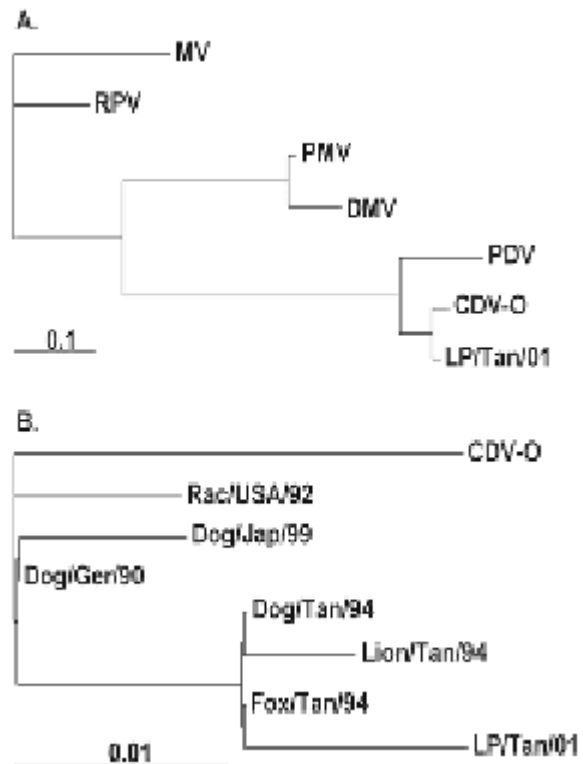 A.
MV
RPV
PMV
DMV
PDV
CDV-O
LP/Tan/01
0.1
B.
CDV-O
Rac/USA/92
Dog/Jap/99
Dog/Ger/90
Dog/Tan/94
Lion/Tan/94
Fox/Tan/94
LP/Tan/01
0.01